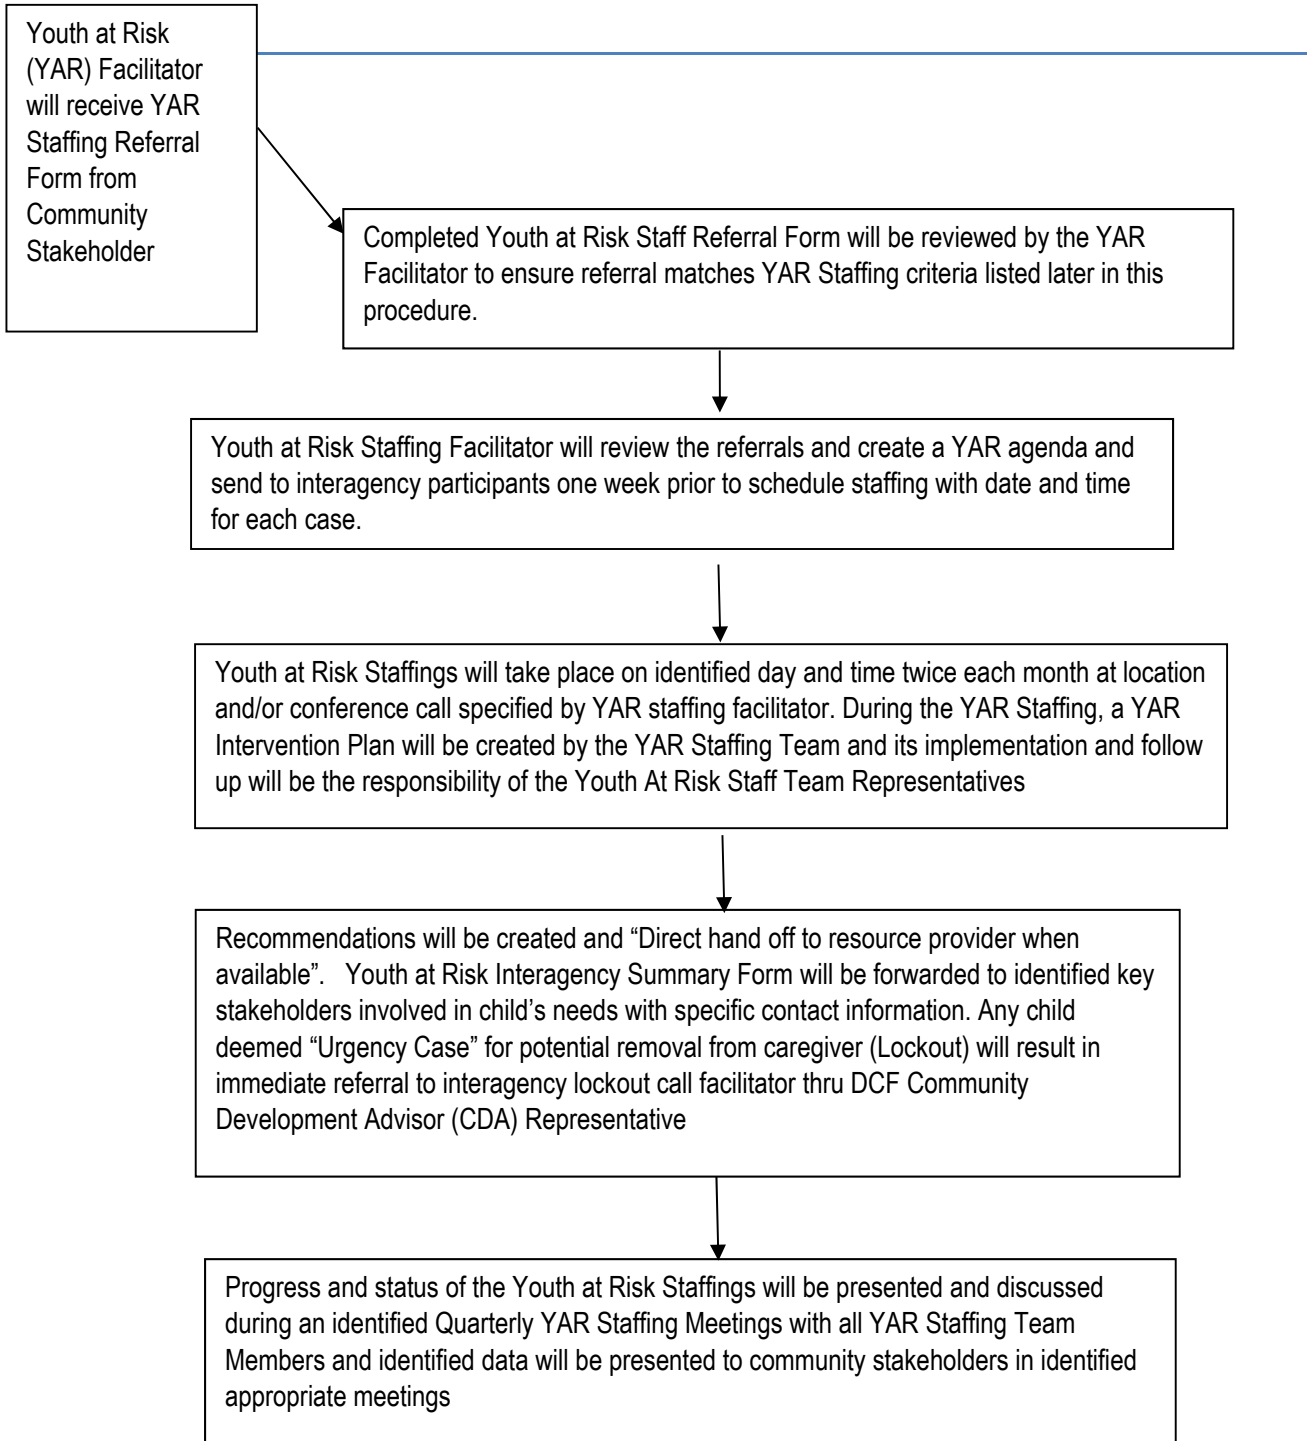 Youth at Risk
(YAR) Facilitator
will receive YAR
Staffing Referral
Form from
Community
Stakeholder
Completed Youth at Risk Staff Referral Form will be reviewed by the YAR
Facilitator to ensure referral matches YAR Staffing criteria listed later in this
procedure.
Youth at Risk Staffing Facilitator will review the referrals and create a YAR agenda and
send to interagency participants one week prior to schedule staffing with date and time
for each case.
Youth at Risk Staffings will take place on identified day and time twice each month at location
and/or conference call specified by YAR staffing facilitator. During the YAR Staffing, a YAR
Intervention Plan will be created by the YAR Staffing Team and its implementation and follow
up will be the responsibility of the Youth At Risk Staff Team Representatives
Recommendations will be created and “Direct hand off to resource provider when
available”.   Youth at Risk Interagency Summary Form will be forwarded to identified key
stakeholders involved in child’s needs with specific contact information. Any child
deemed “Urgency Case” for potential removal from caregiver (Lockout) will result in
immediate referral to interagency lockout call facilitator thru DCF Community
Development Advisor (CDA) Representative
Progress and status of the Youth at Risk Staffings will be presented and discussed
during an identified Quarterly YAR Staffing Meetings with all YAR Staffing Team
Members and identified data will be presented to community stakeholders in identified
appropriate meetings